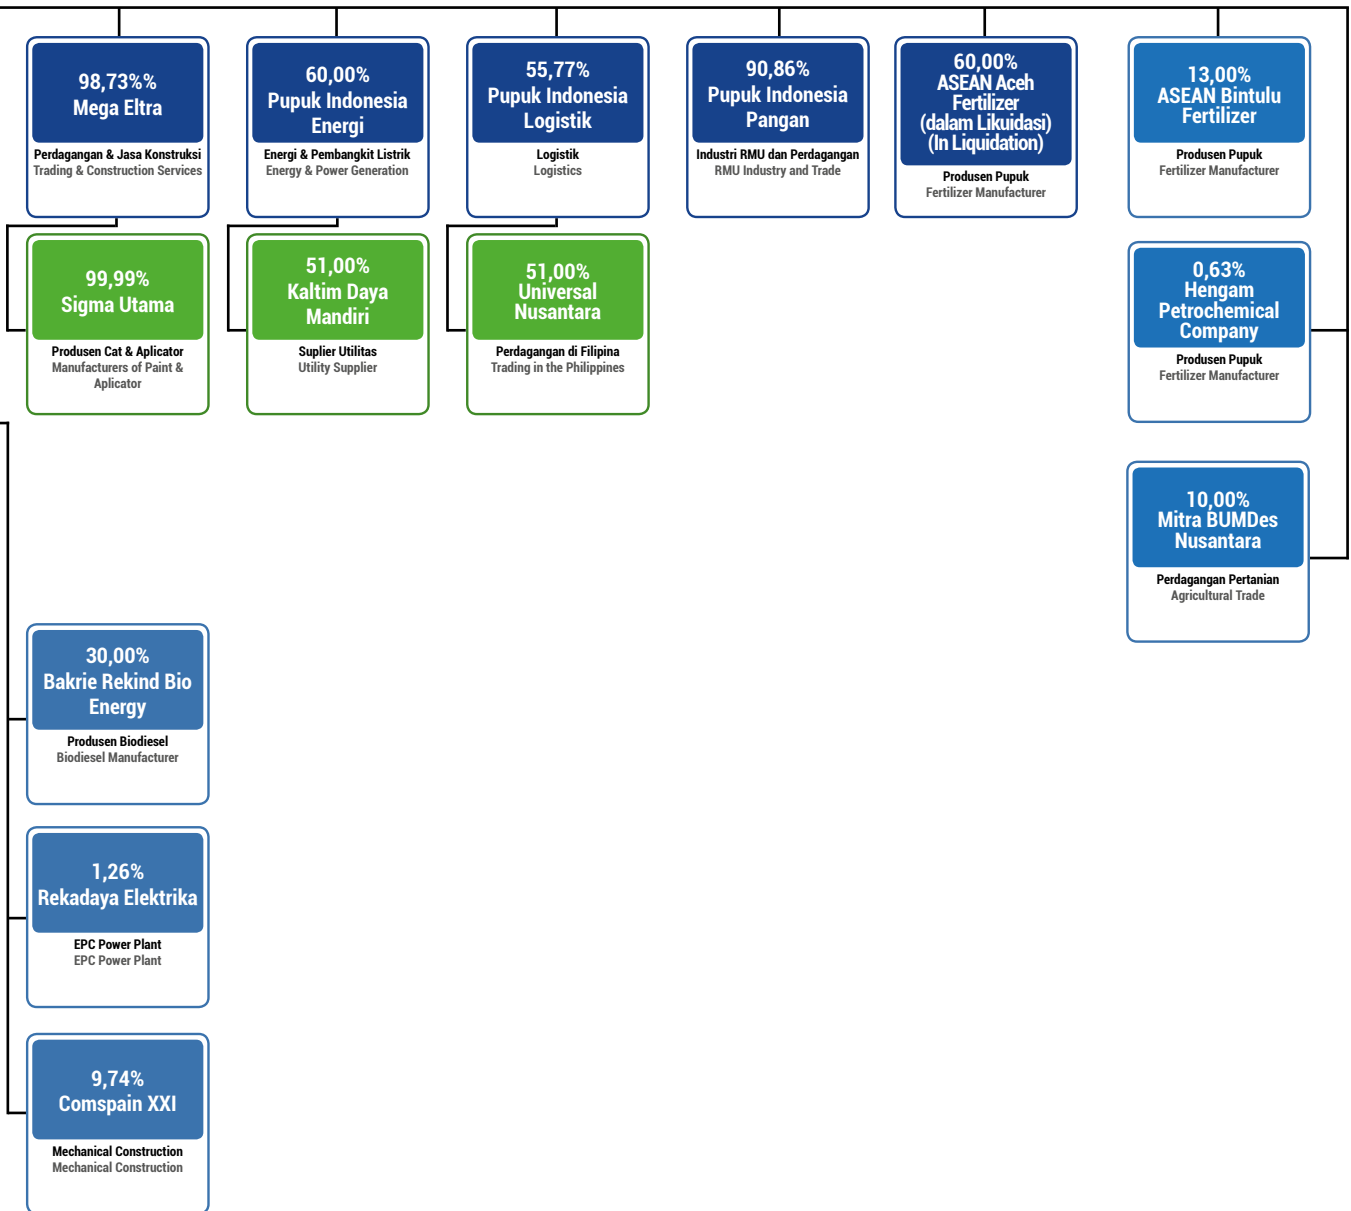 98,73%%
Mega Eltra
Perdagangan & Jasa Konstruksi
Trading & Construction Services
60,00%
Pupuk Indonesia
Energi
Energi & Pembangkit Listrik
Energy & Power Generation
55,77%
Pupuk Indonesia
Logistik
Logistik
Logistics
90,86%
Pupuk Indonesia
Pangan
Industri RMU dan Perdagangan
RMU Industry and Trade
60,00%
ASEAN Aceh
Fertilizer
(dalam Likuidasi)
(In Liquidation)
Produsen Pupuk
Fertilizer Manufacturer
13,00%
ASEAN Bintulu
Fertilizer
Produsen Pupuk
Fertilizer Manufacturer
99,99%
Sigma Utama
Produsen Cat & Aplicator
Manufacturers of Paint &
Aplicator
51,00%
Kaltim Daya
Mandiri
Suplier Utilitas
Utility Supplier
51,00%
Universal
Nusantara
Perdagangan di Filipina
Trading in the Philippines
0,63%
Hengam
Petrochemical
Company
Produsen Pupuk
Fertilizer Manufacturer
10,00%
Mitra BUMDes
Nusantara
Perdagangan Pertanian
Agricultural Trade
30,00%
Bakrie Rekind Bio
Energy
Produsen Biodiesel
Biodiesel Manufacturer
1,26%
Rekadaya Elektrika
EPC Power Plant
EPC Power Plant
9,74%
Comspain XXI
Mechanical Construction
Mechanical Construction